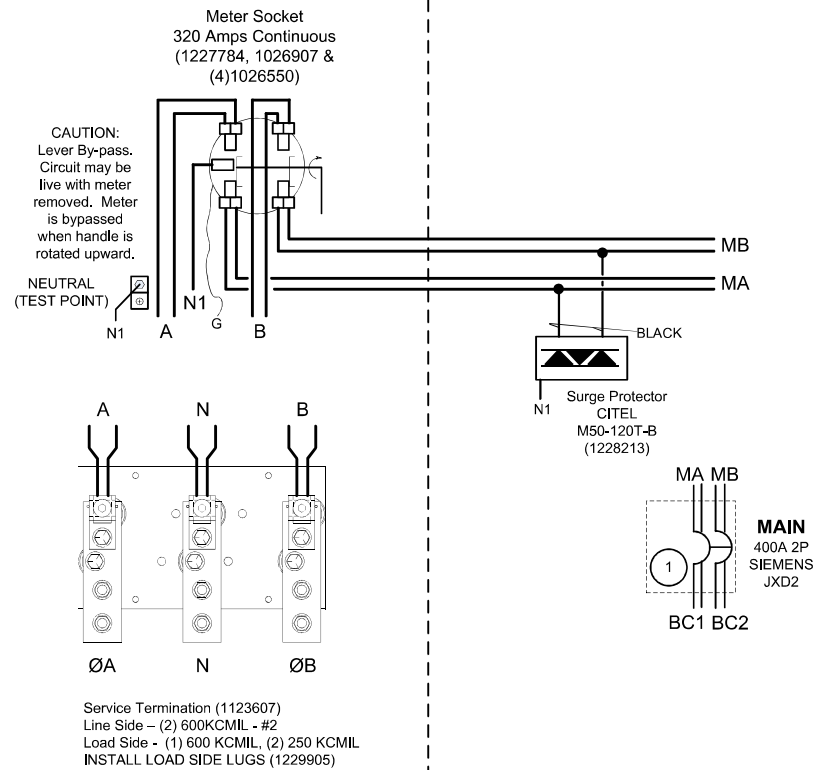 Meter Socket
320 Amps Continuous
(1227784, 1026907 &
(4)1026550)
CAUTION:
Lever By-pass.
Circuit may be
live with meter
removed. Meter
is bypassed
when handle is
rotated upward.
NEUTRAL
(TEST POINT)
N1
A
N1
G
B
MB
MA
BLACK
N1
Surge Protector
CITEL
M50-120T-B
(1228213)
A
N
B
ØA
N
ØB
Service Termination (1123607)
Line Side – (2) 600KCMIL - #2
Load Side - (1) 600 KCMIL, (2) 250 KCMIL
INSTALL LOAD SIDE LUGS (1229905)
MA MB
1
MAIN
400A 2P
SIEMENS
JXD2
BC1 BC2